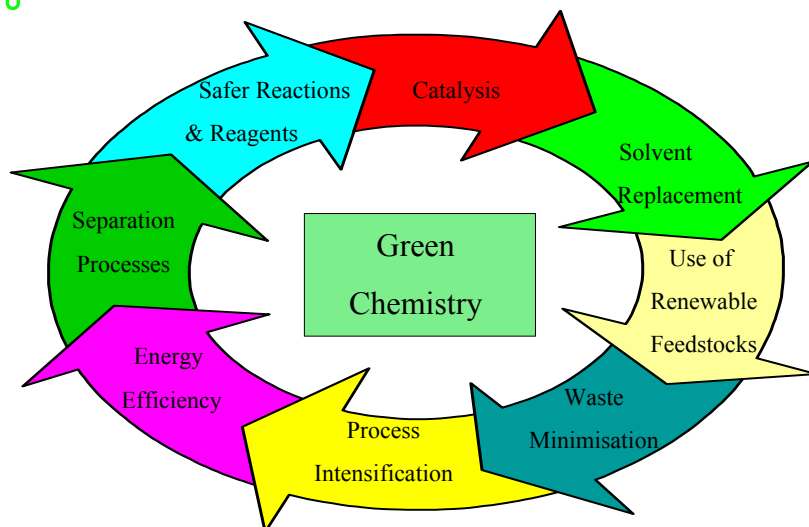 Safer Reactions
& Reagents
Catalysis
Solvent
Replacement
Use of
Renewable
Feedstocks
Waste
Minimisation
Process
Intensification
Energy
Efficiency
Separation
Processes
Green
Chemistry